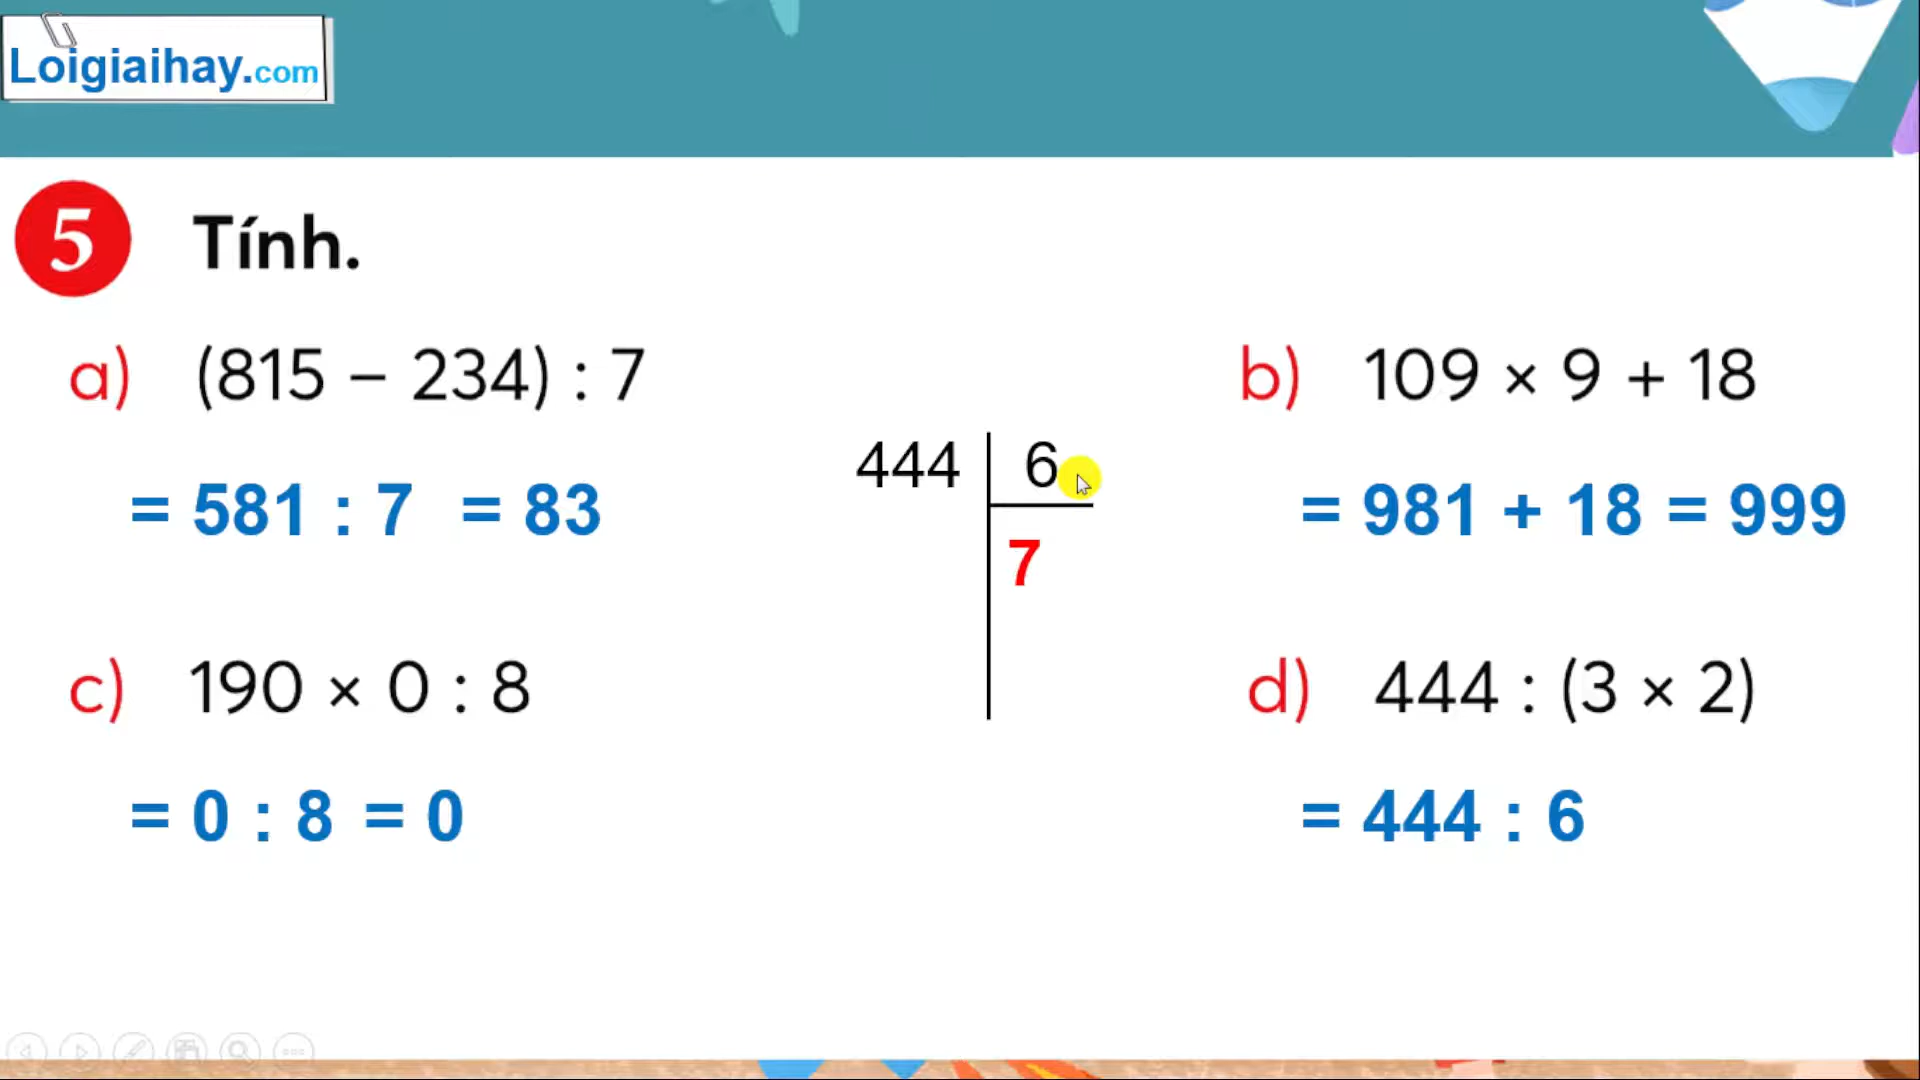 Loigiaihay.com
5 Tính.
a) (815 – 234) : 7
= 581 : 7 = 83
444 6
7
b) 109 × 9 + 18
= 981 + 18 = 999
c) 190 × 0 : 8
= 0 : 8 = 0
d) 444 : (3 × 2)
= 444 : 6